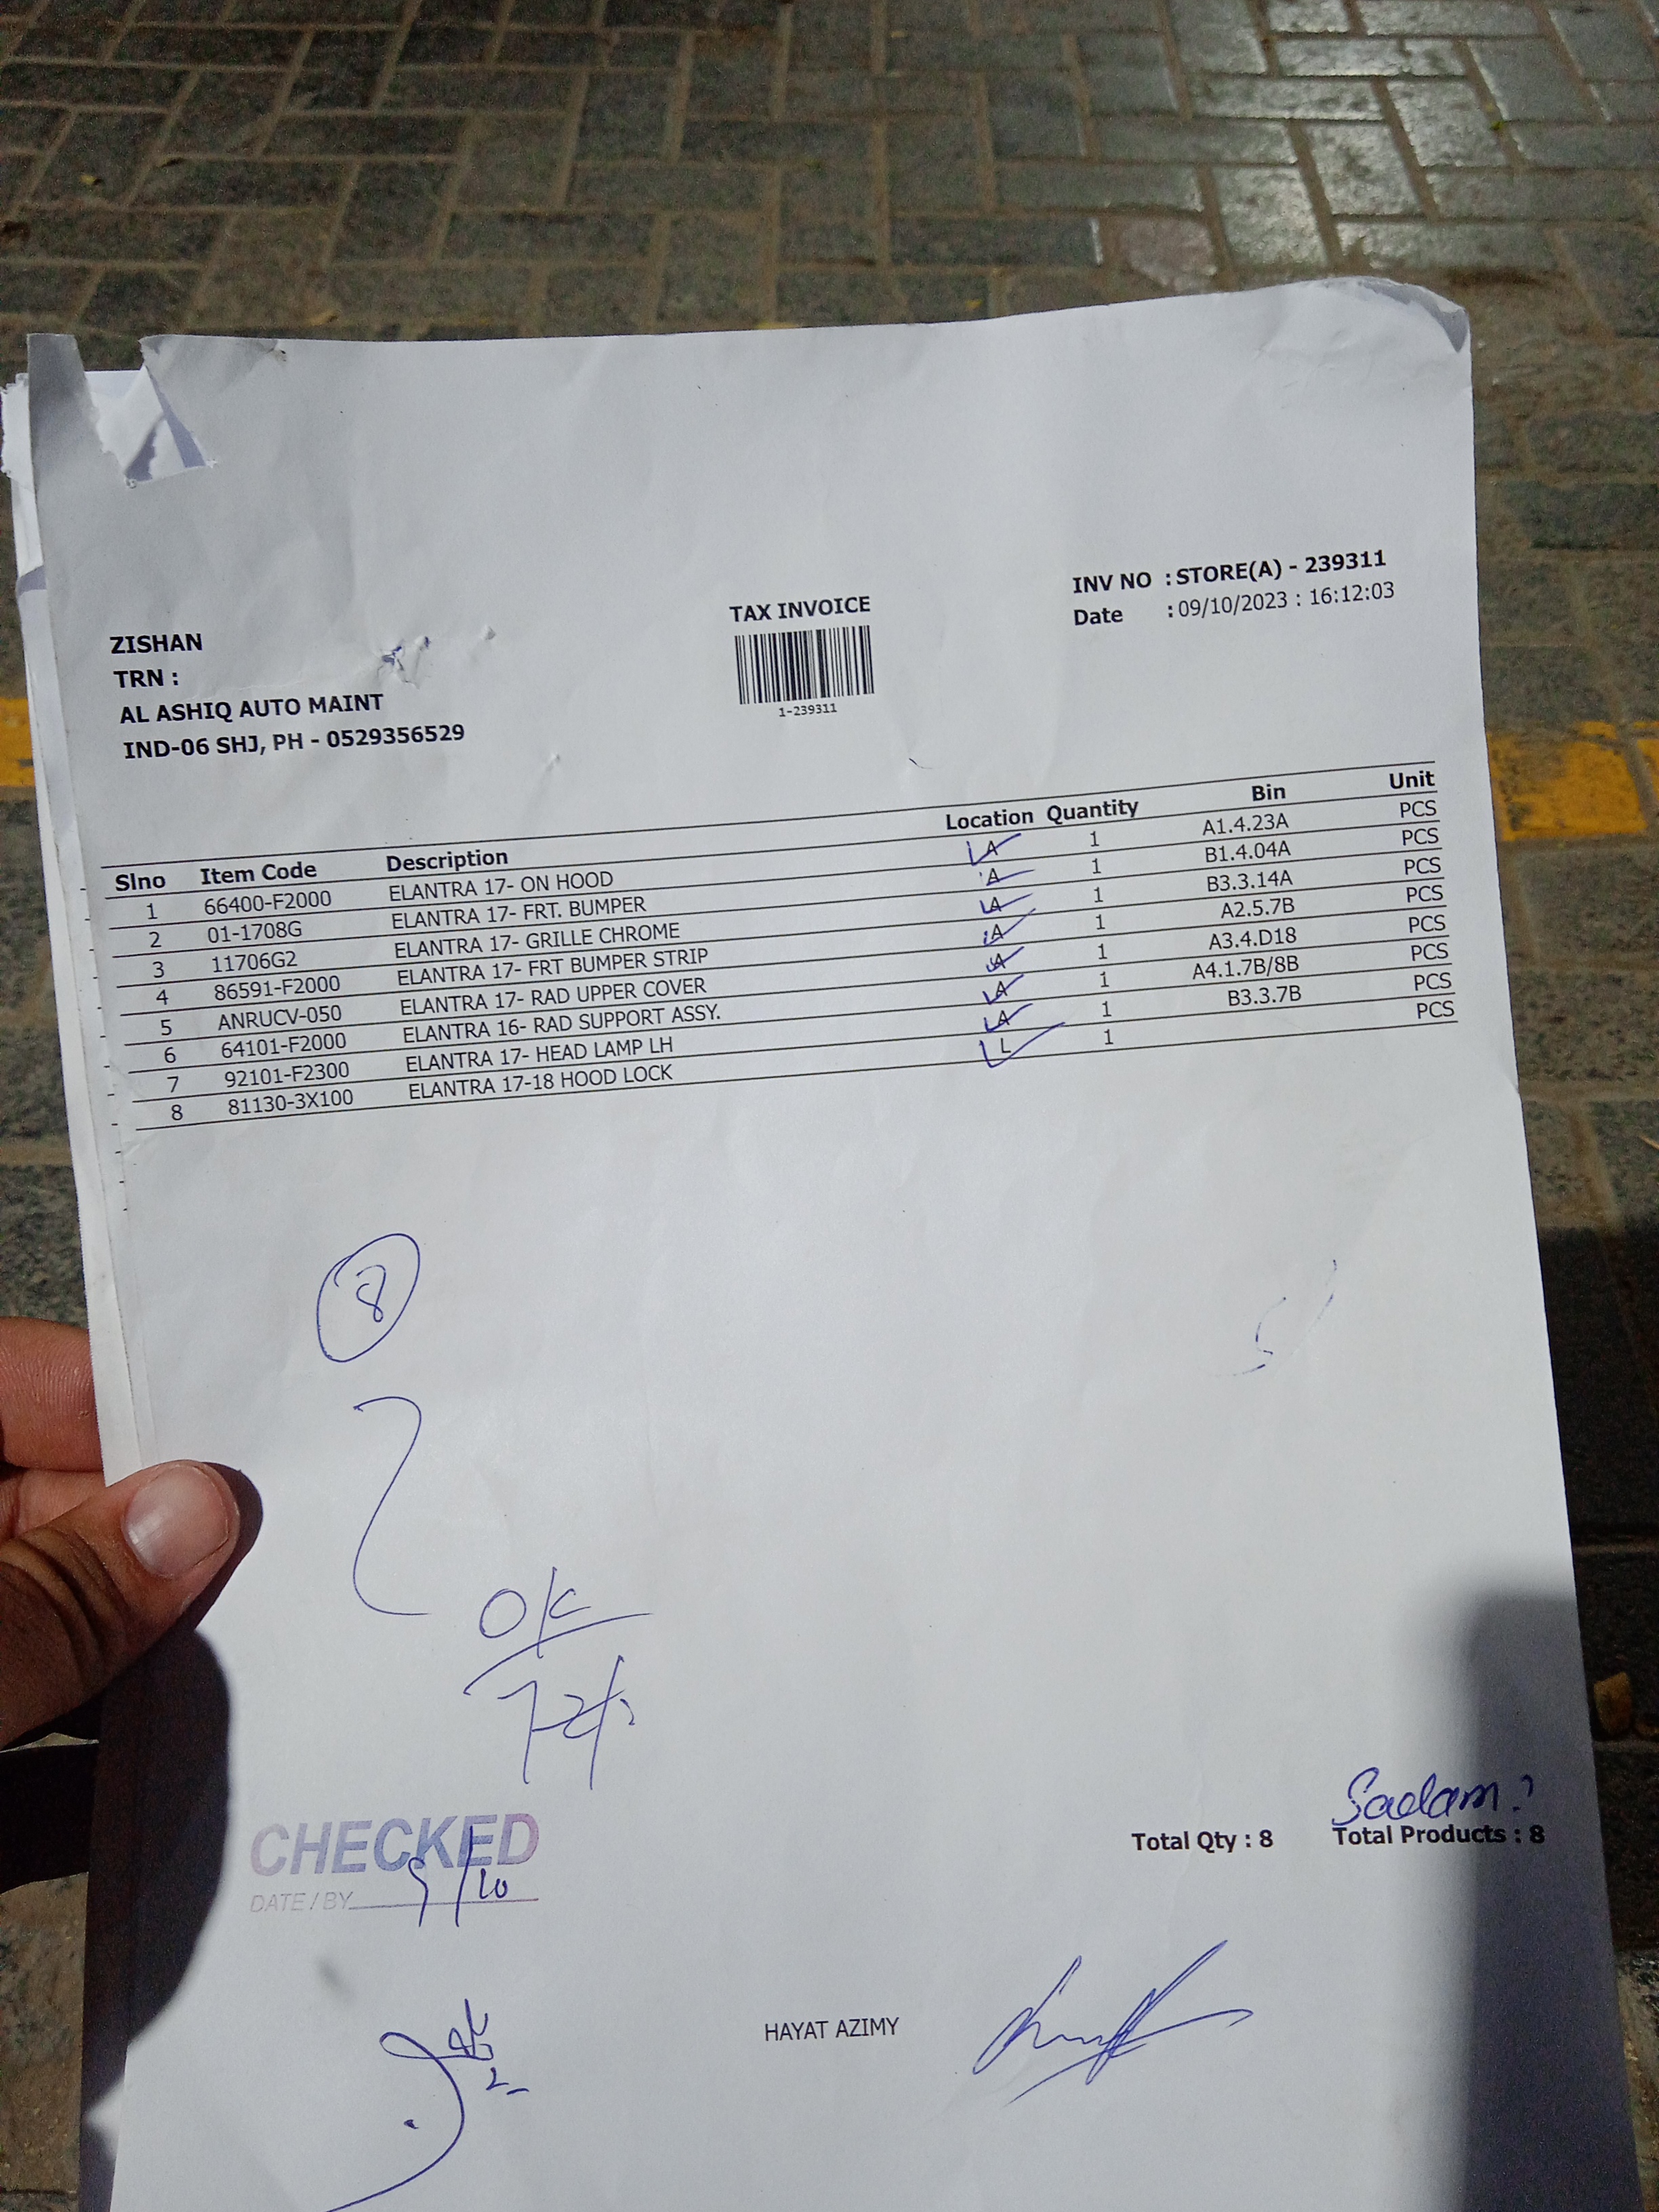 INV NO : STORE(A) - 239311
Date : 09/10/2023 : 16:12:03
TAX INVOICE
1-239311
ZISHAN
TRN :
AL ASHIQ AUTO MAINT
IND-06 SHJ, PH - 0529356529
Slno Item Code Description Location Quantity Bin Unit
1 66400-F2000 ELANTRA 17- ON HOOD A 1 A1.4.23A PCS
2 01-1708G ELANTRA 17- FRT. BUMPER A 1 B1.4.04A PCS
3 11706G2 ELANTRA 17- GRILLE CHROME A 1 B3.3.14A PCS
4 86591-F2000 ELANTRA 17- FRT BUMPER STRIP A 1 A2.5.7B PCS
5 ANRUCV-050 ELANTRA 17- RAD UPPER COVER A 1 A3.4.D18 PCS
6 64101-F2000 ELANTRA 16- RAD SUPPORT ASSY. A 1 A4.1.7B/8B PCS
7 92101-F2300 ELANTRA 17- HEAD LAMP LH A 1 B3.3.7B PCS
8 81130-3X100 ELANTRA 17-18 HOOD LOCK L 1 PCS
8
OK
Sadam
Total Qty : 8 Total Products : 8
CHECKED
DATE/BY 9/10
HAYAT AZIMY